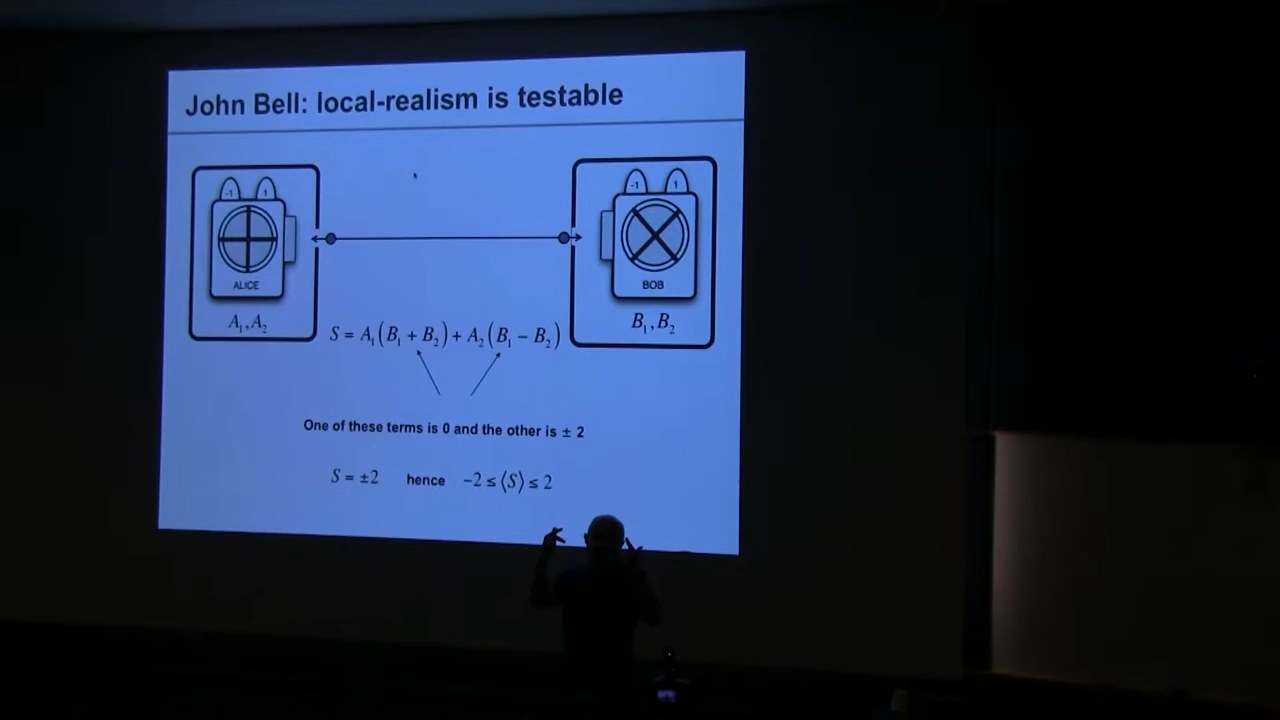 John Bell: local-realism is testable
-1 1
-1 1
ALICE
BOB
A₁, A₂
B₁, B₂
S = A₁(B₁ + B₂) + A₂(B₁ − B₂)
One of these terms is 0 and the other is ± 2
S = ±2 hence −2 ≤ ⟨S⟩ ≤ 2